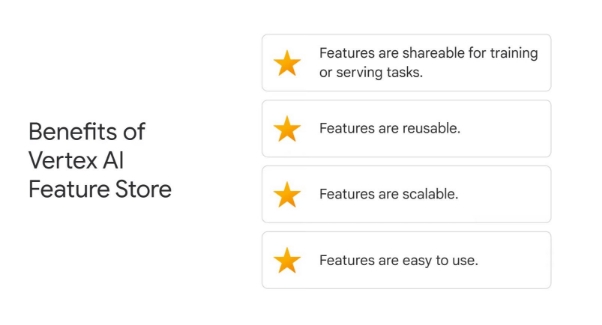 Benefits of
Vertex AI
Feature Store
Features are shareable for training
or serving tasks.
Features are reusable.
Features are scalable.
Features are easy to use.